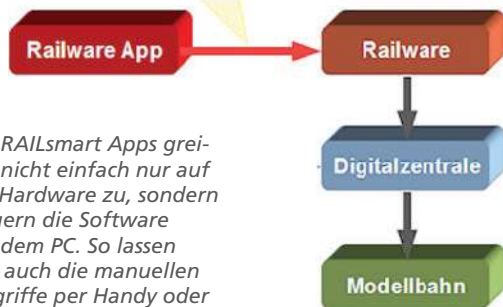 Railware App
Railware
RAILsmart Apps grei-
nicht einfach nur auf
Hardware zu, sondern
ern die Software
dem PC. So lassen
auch die manuellen
griffe per Handy oder
Digitalzentrale
Modellbahn